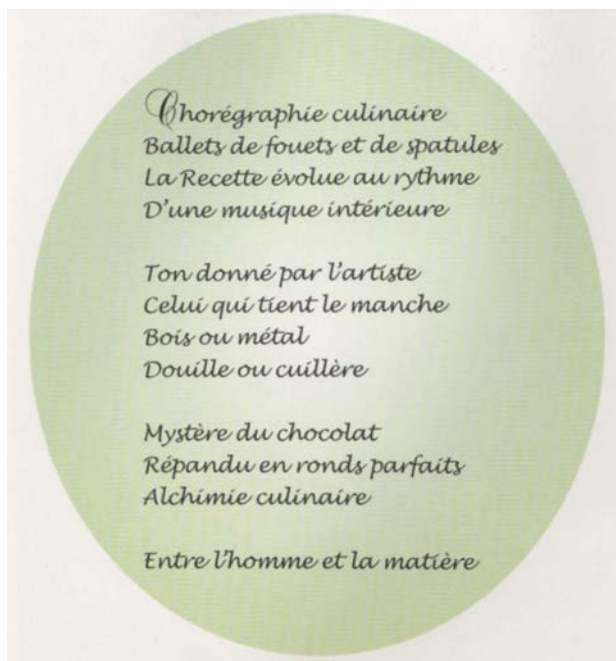 Chorégraphie culinaire
Ballets de fouets et de spatules
La Recette évolue au rythme
D'une musique intérieure
Ton donné par l'artiste
Celui qui tient le manche
Bois ou métal
Douille ou cuillère
Mystère du chocolat
Répandu en ronds parfaits
Alchimie culinaire
Entre l'homme et la matière